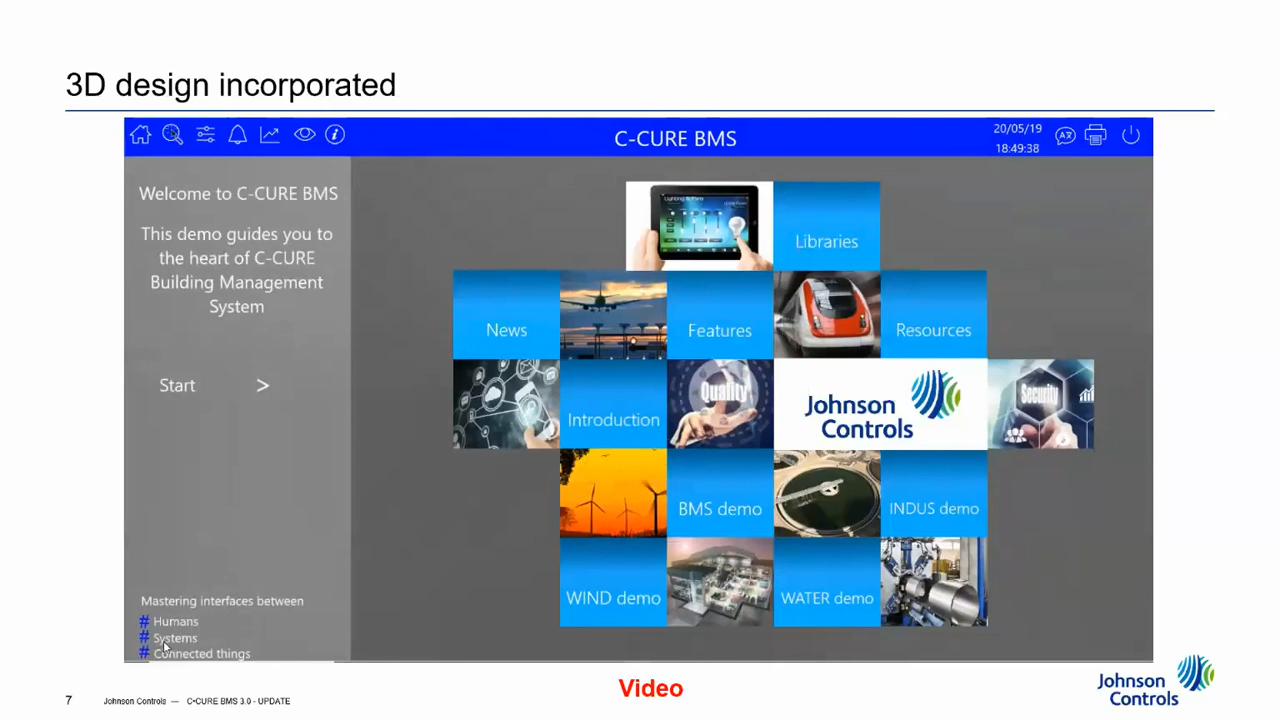 3D design incorporated
C-CURE BMS
20/05/19
18:49:38
Welcome to C-CURE BMS
This demo guides you to
the heart of C-CURE
Building Management
System
Start >
Mastering interfaces between
# Humans
# Systems
# Connected things
Libraries
News
Features
Resources
Introduction
Quality
Johnson
Controls
Security
BMS demo
INDUS demo
WIND demo
WATER demo
7
Johnson Controls — C•CURE BMS 3.0 - UPDATE
Video
Johnson
Controls